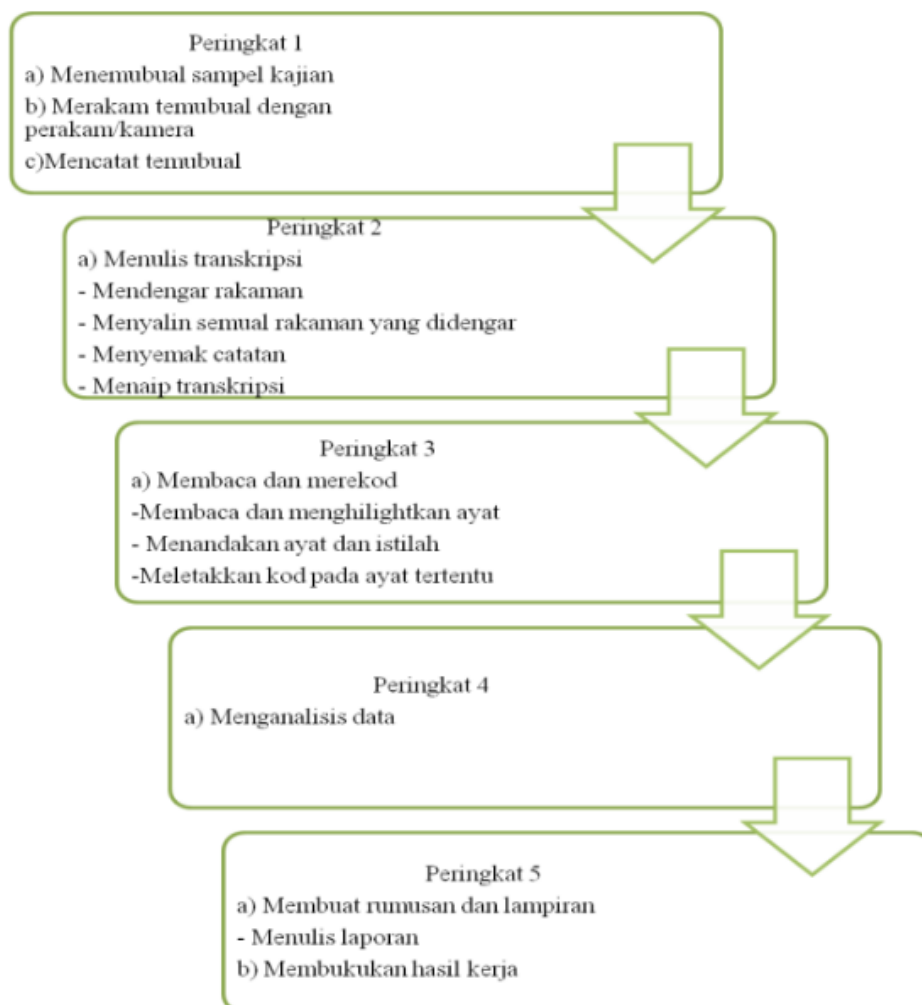 Peringkat 1
a) Menemubual sampel kajian
b) Merakam temubual dengan
perakam/kamera
c)Mencatat temubual
Peringkat 2
a) Menulis transkripsi
- Mendengar rakaman
- Menyalin semual rakaman yang didengar
- Menyemak catatan
- Menaip transkripsi
Peringkat 3
a) Membaca dan merekod
-Membaca dan menghilightkan ayat
- Menandakan ayat dan istilah
-Meletakkan kod pada ayat tertentu
Peringkat 4
a) Menganalisis data
Peringkat 5
a) Membuat rumusan dan lampiran
- Menulis laporan
b) Membukukan hasil kerja